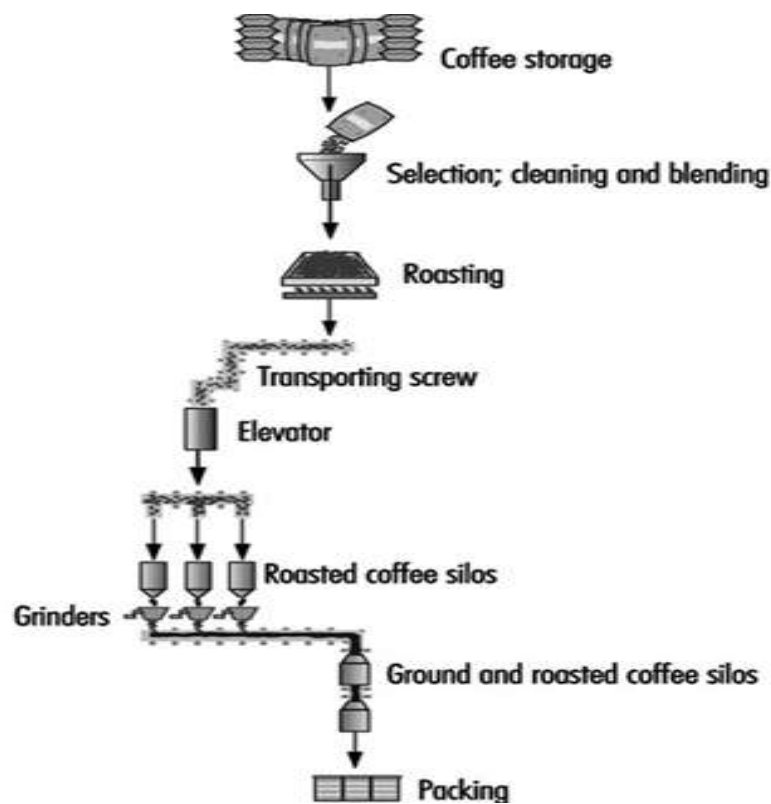 Coffee storage
Selection; cleaning and blending
Roasting
Transporting screw
Elevator
Roasted coffee silos
Grinders
Ground and roasted coffee silos
Packing